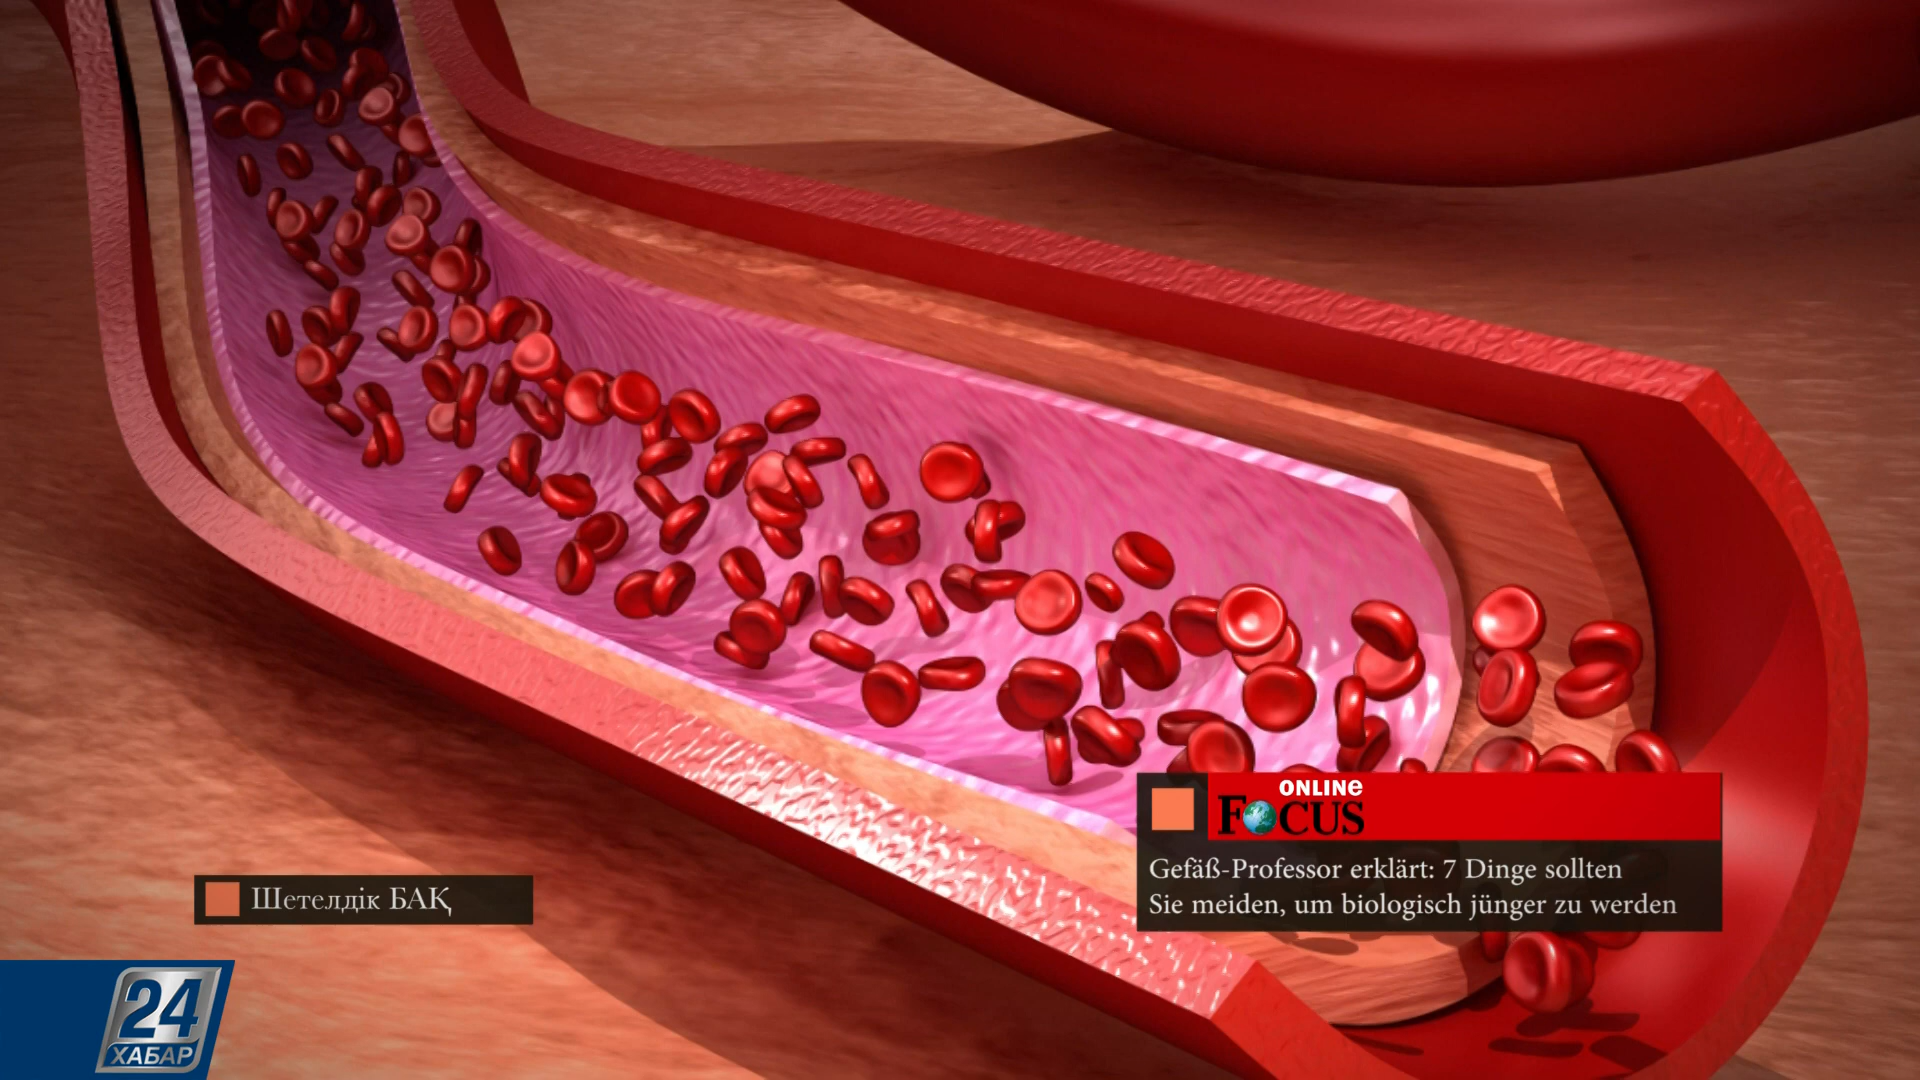 ONLINe
FOCUS
Gefäß-Professor erklärt: 7 Dinge sollten
Sie meiden, um biologisch jünger zu werden
Шетелдік БАҚ
24
ХАБАР